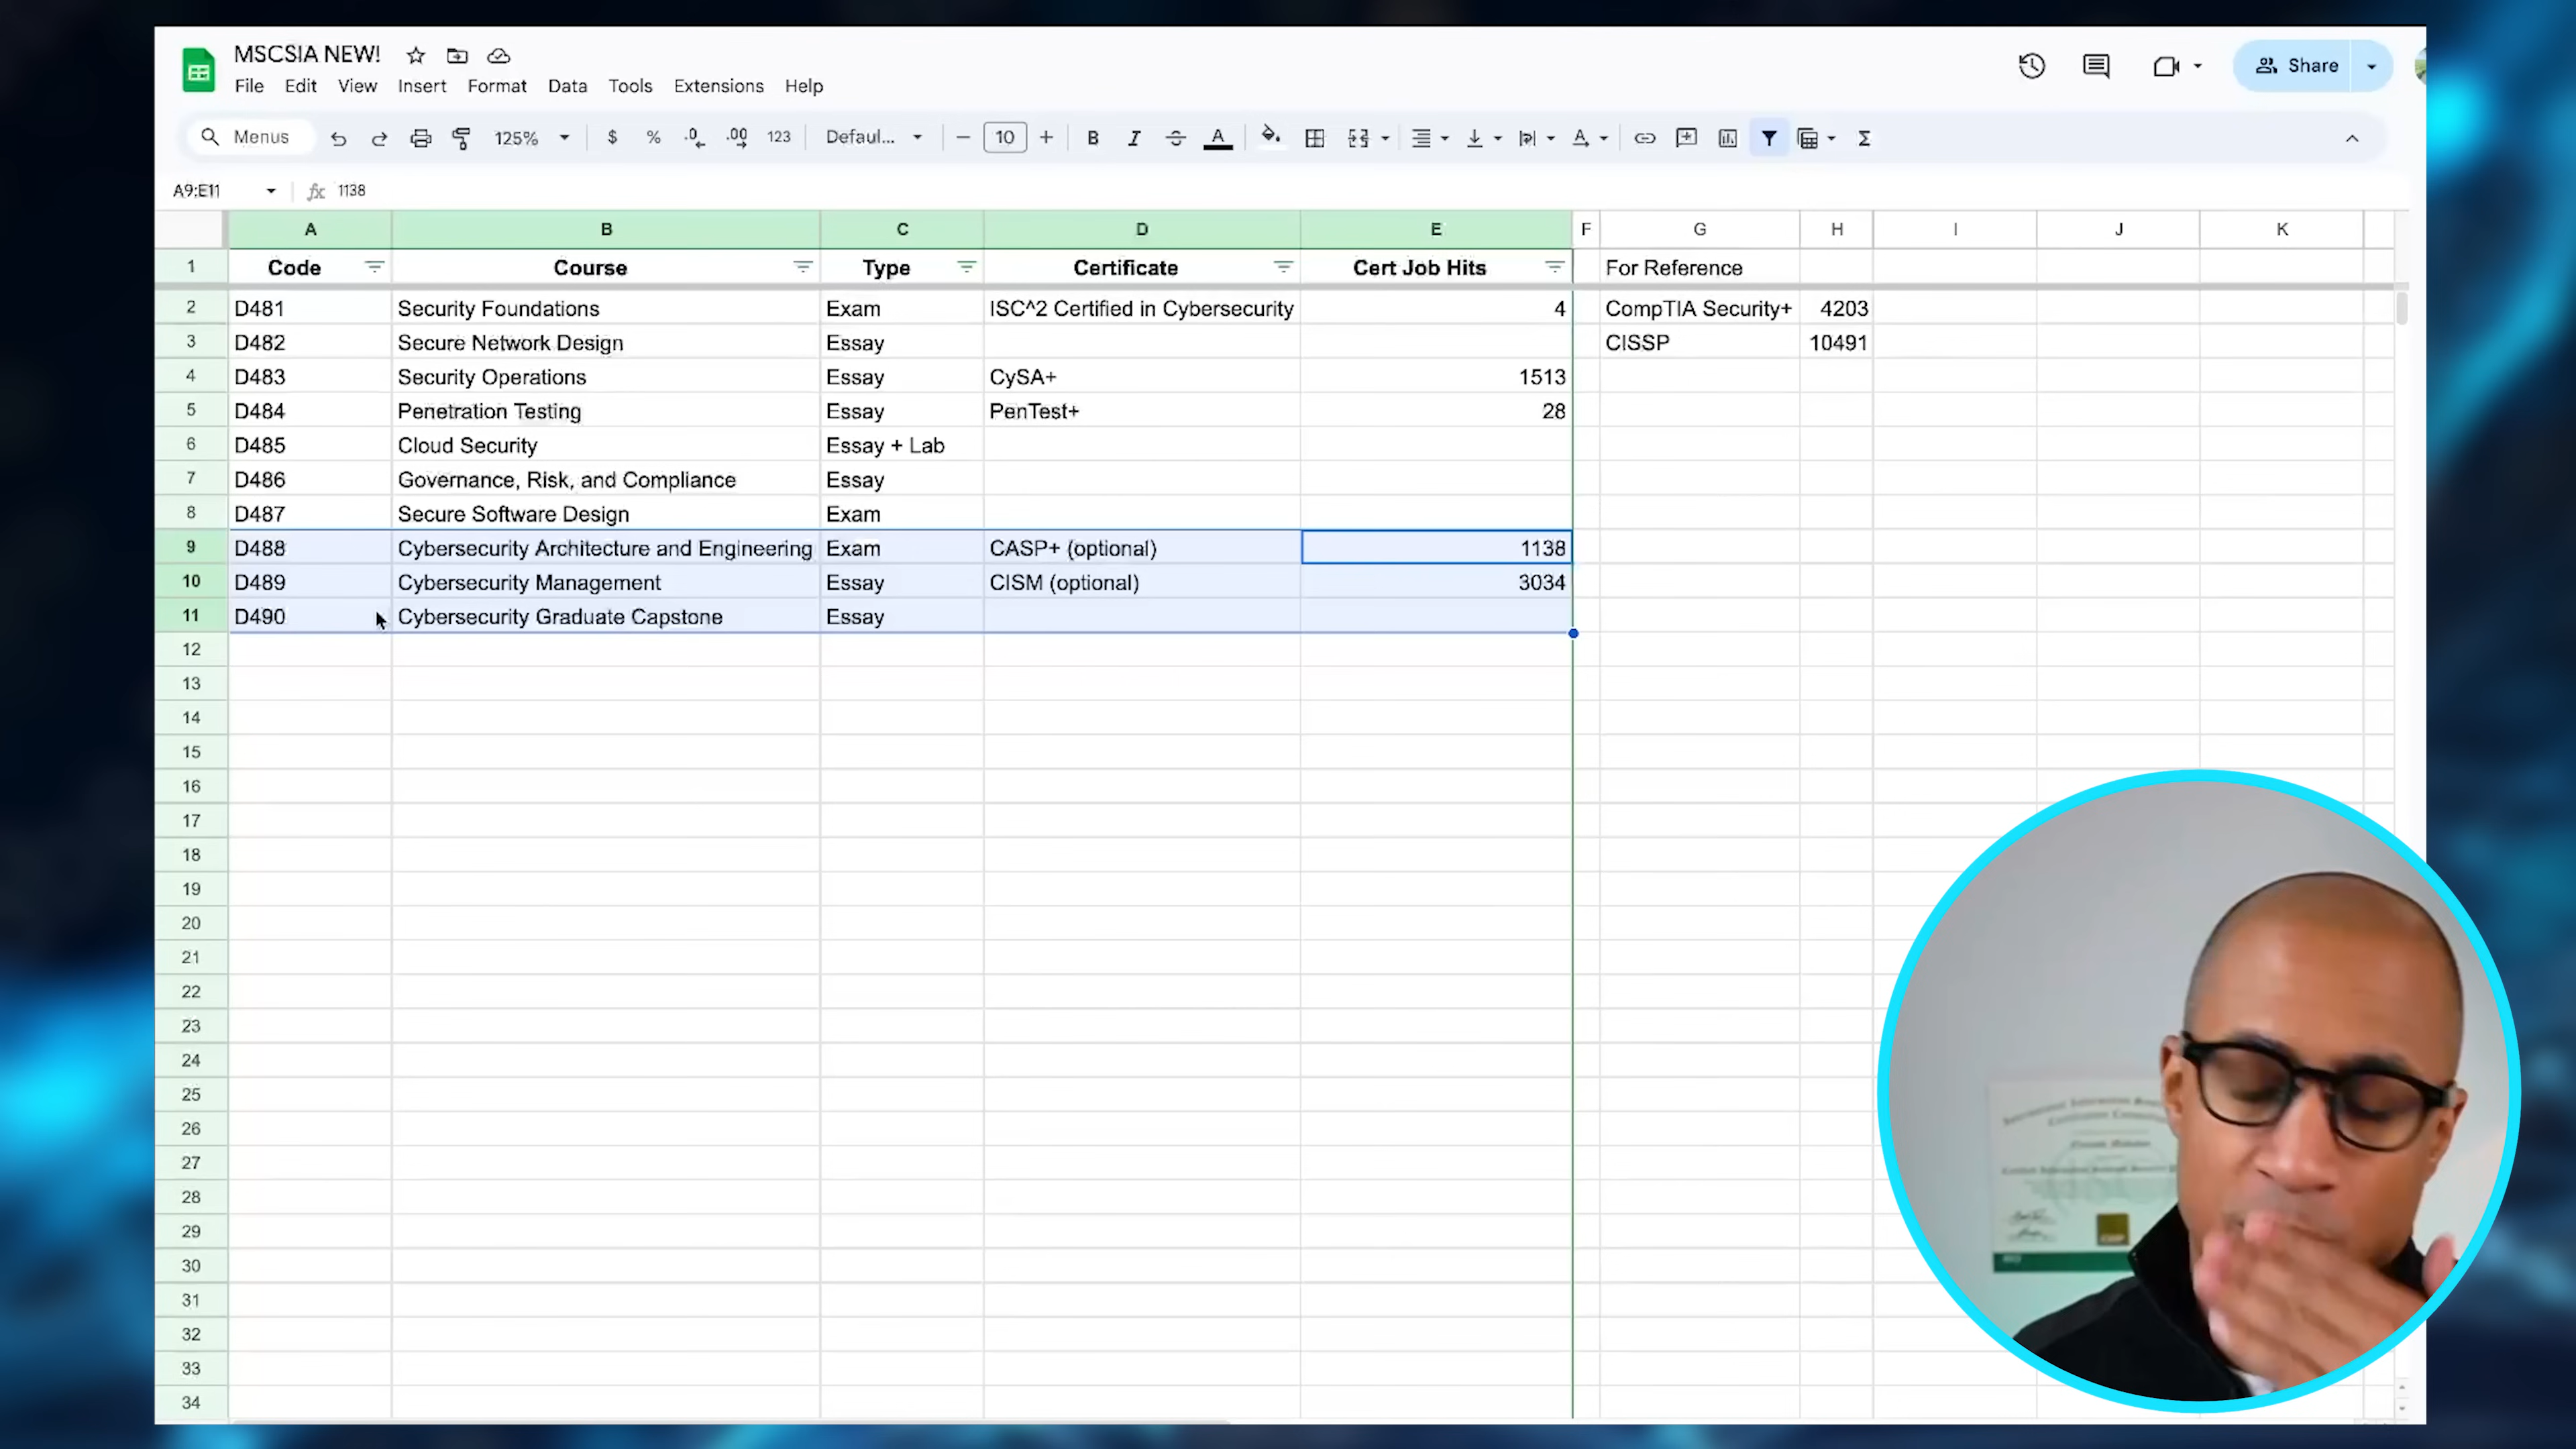 MSCSIA NEW!
File Edit View Insert Format Data Tools Extensions Help
Share
Menus 125% $ % .0 .00 123 Defaul... 10 B I A
A9:E11 fx 1138
A B C D E F G H I J K
1 Code Course Type Certificate Cert Job Hits For Reference
2 D481 Security Foundations Exam ISC^2 Certified in Cybersecurity 4 CompTIA Security+ 4203
3 D482 Secure Network Design Essay CISSP 10491
4 D483 Security Operations Essay CySA+ 1513
5 D484 Penetration Testing Essay PenTest+ 28
6 D485 Cloud Security Essay + Lab
7 D486 Governance, Risk, and Compliance Essay
8 D487 Secure Software Design Exam
9 D488 Cybersecurity Architecture and Engineering Exam CASP+ (optional) 1138
10 D489 Cybersecurity Management Essay CISM (optional) 3034
11 D490 Cybersecurity Graduate Capstone Essay
12
13
14
15
16
17
18
19
20
21
22
23
24
25
26
27
28
29
30
31
32
33
34